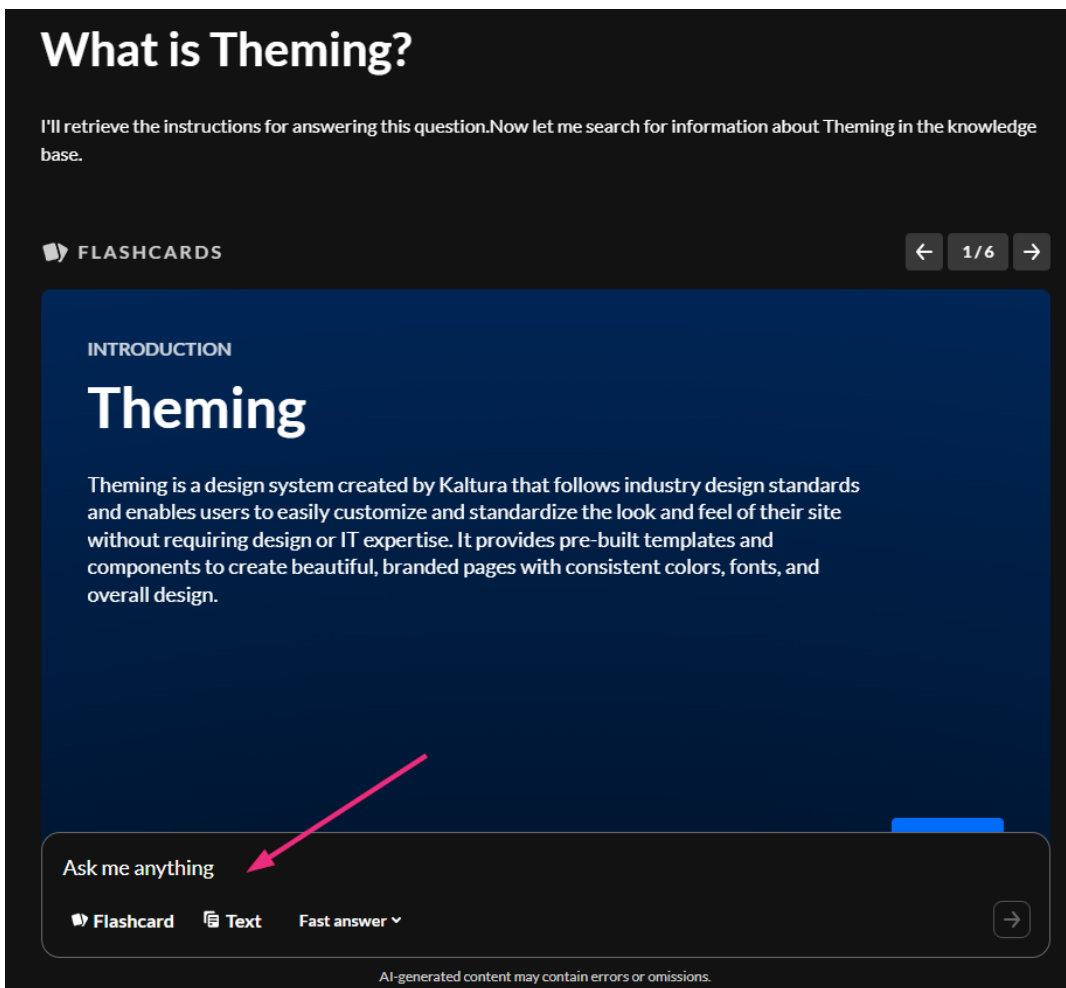 What is Theming?
I'll retrieve the instructions for answering this question.Now let me search for information about Theming in the knowledge
base.
FLASHCARDS
1/6
INTRODUCTION
Theming
Theming is a design system created by Kaltura that follows industry design standards
and enables users to easily customize and standardize the look and feel of their site
without requiring design or IT expertise. It provides pre-built templates and
components to create beautiful, branded pages with consistent colors, fonts, and
overall design.
Ask me anything
Flashcard Text Fast answer
AI-generated content may contain errors or omissions.